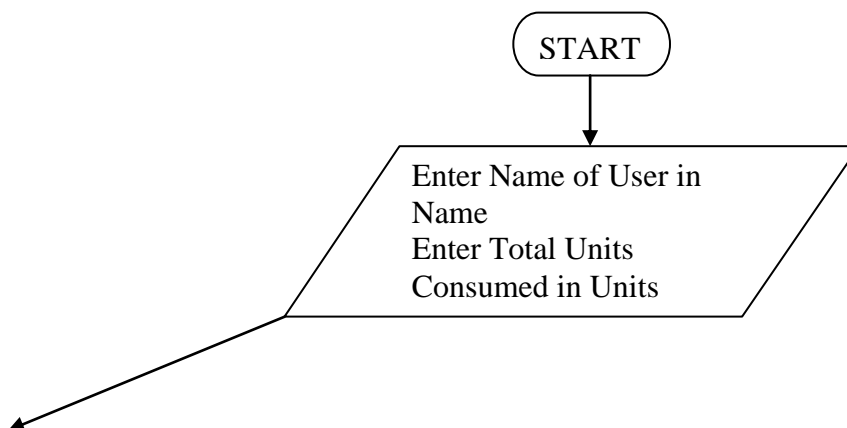 START
Enter Name of User in
Name
Enter Total Units
Consumed in Units